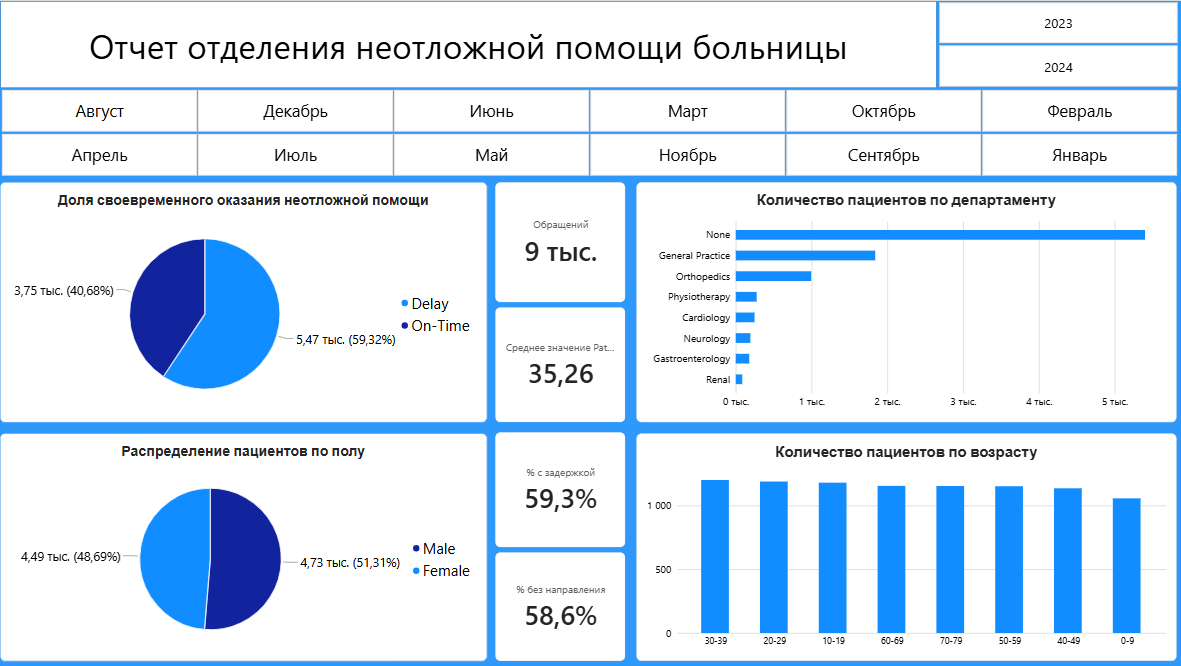 Отчет отделения неотложной помощи больницы
2023
2024
Август Декабрь Июнь Март Октябрь Февраль
Апрель Июль Май Ноябрь Сентябрь Январь
Доля своевременного оказания неотложной помощи
3,75 тыс. (40,68%)
5,47 тыс. (59,32%)
Delay
On-Time
Обращений
9 тыс.
Среднее значение Pat...
35,26
Количество пациентов по департаменту
None
General Practice
Orthopedics
Physiotherapy
Cardiology
Neurology
Gastroenterology
Renal
0 тыс. 1 тыс. 2 тыс. 3 тыс. 4 тыс. 5 тыс.
Распределение пациентов по полу
4,49 тыс. (48,69%)
4,73 тыс. (51,31%)
Male
Female
% с задержкой
59,3%
% без направления
58,6%
Количество пациентов по возрасту
1 000
500
0
30-39 20-29 10-19 60-69 70-79 50-59 40-49 0-9